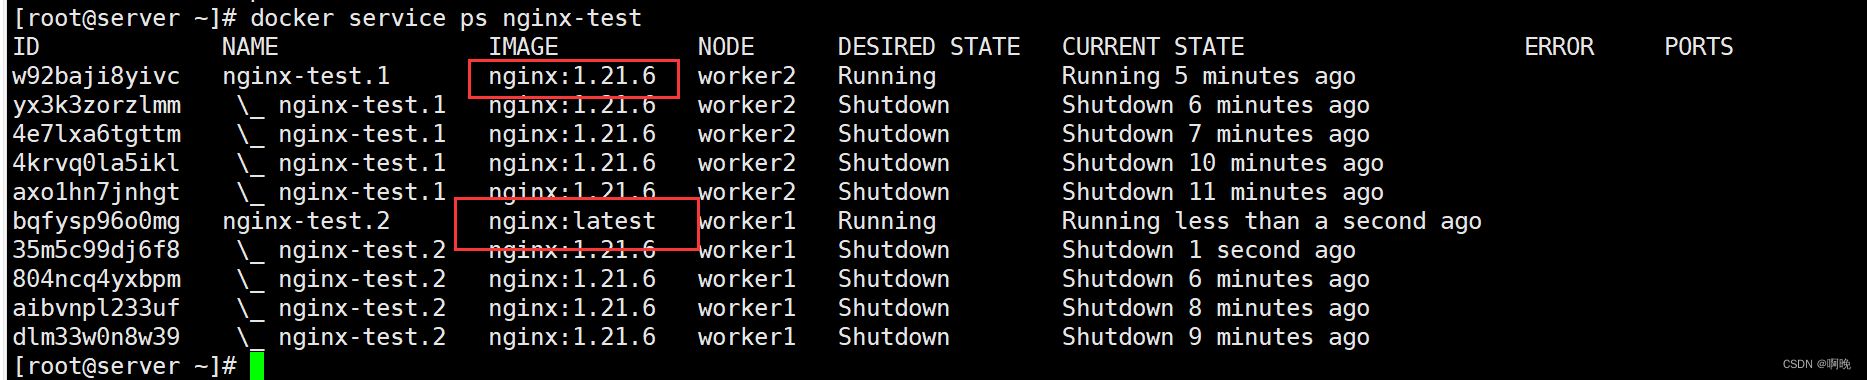 [root@server ~]# docker service ps nginx-test
ID NAME IMAGE NODE DESIRED STATE CURRENT STATE ERROR PORTS
w92baji8yivc nginx-test.1 nginx:1.21.6 worker2 Running Running 5 minutes ago
yx3k3zorzlmm \_ nginx-test.1 nginx:1.21.6 worker2 Shutdown Shutdown 6 minutes ago
4e7lxa6tgttm \_ nginx-test.1 nginx:1.21.6 worker2 Shutdown Shutdown 7 minutes ago
4krvq0la5ikl \_ nginx-test.1 nginx:1.21.6 worker2 Shutdown Shutdown 10 minutes ago
axo1hn7jnhgt \_ nginx-test.1 nginx:1.21.6 worker2 Shutdown Shutdown 11 minutes ago
bqfysp96o0mg nginx-test.2 nginx:latest worker1 Running Running less than a second ago
35m5c99dj6f8 \_ nginx-test.2 nginx:1.21.6 worker1 Shutdown Shutdown 1 second ago
804ncq4yxbpm \_ nginx-test.2 nginx:1.21.6 worker1 Shutdown Shutdown 6 minutes ago
aibvnpl233uf \_ nginx-test.2 nginx:1.21.6 worker1 Shutdown Shutdown 8 minutes ago
dlm33w0n8w39 \_ nginx-test.2 nginx:1.21.6 worker1 Shutdown Shutdown 9 minutes ago
[root@server ~]#
CSDN @啊晚